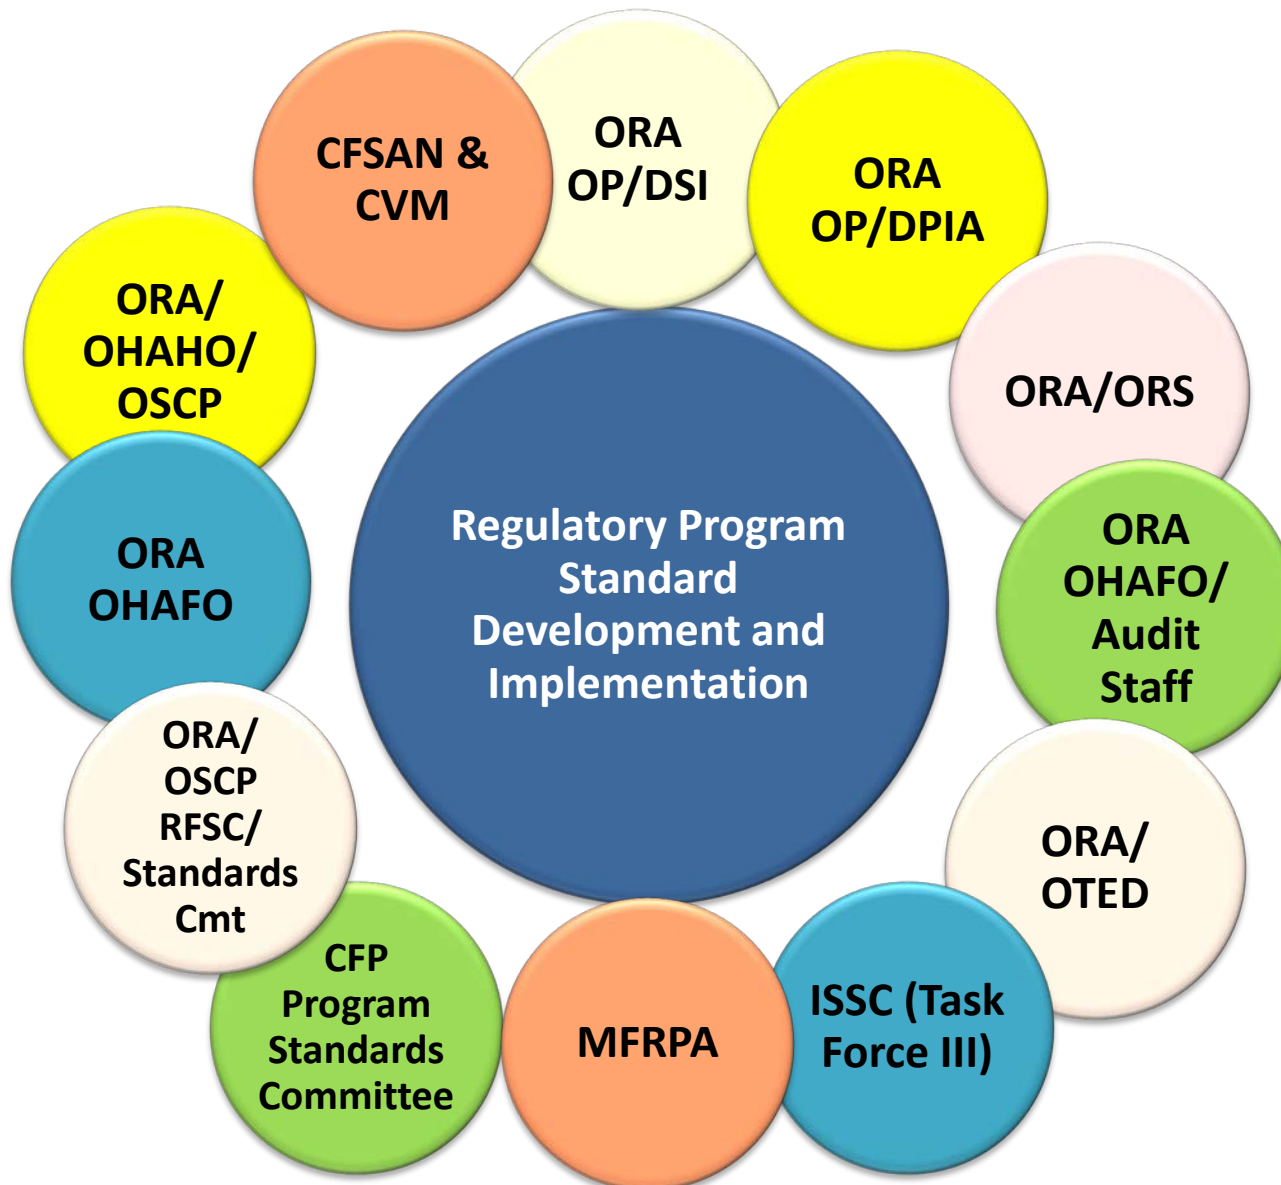 CFSAN &
CVM
ORA
OP/DSI
ORA
OP/DPIA
ORA/ORS
ORA
OHAFO/
Audit
Staff
ORA/
OTED
ISSC (Task
Force III)
MFRPA
CFP
Program
Standards
Committee
ORA/
OSCP
RFSC/
Standards
Cmt
ORA
OHAFO
ORA/
OHAHO/
OSCP
Regulatory Program
Standard
Development and
Implementation